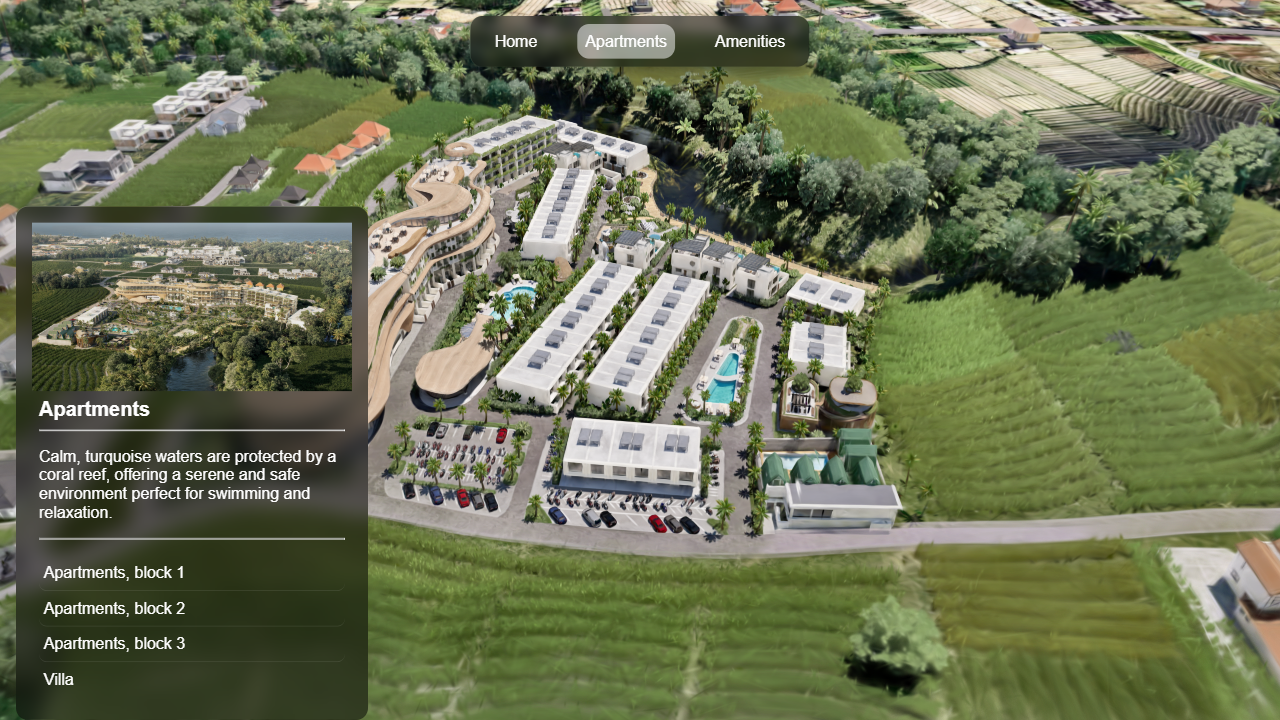 Home
Apartments
Amenities
Apartments
Calm, turquoise waters are protected by a
coral reef, offering a serene and safe
environment perfect for swimming and
relaxation.
Apartments, block 1
Apartments, block 2
Apartments, block 3
Villa